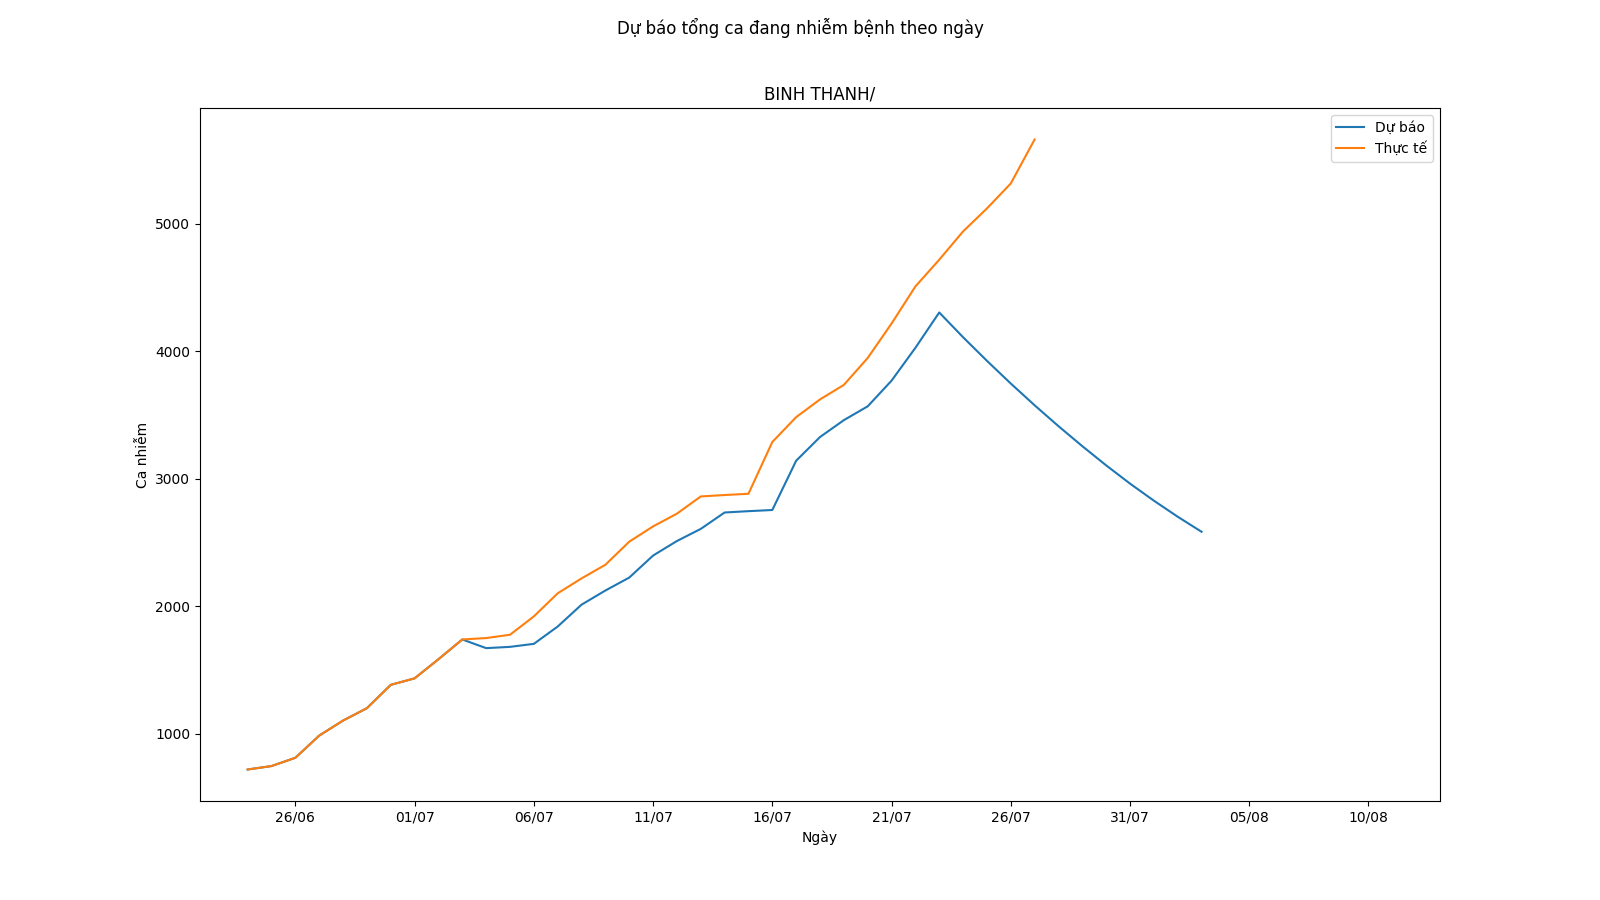 Dự báo tổng ca đang nhiễm bệnh theo ngày
BINH THANH/
Dự báo
Thực tế
5000
4000
3000
2000
1000
Ca nhiễm
26/06 01/07 06/07 11/07 16/07 21/07 26/07 31/07 05/08 10/08
Ngày